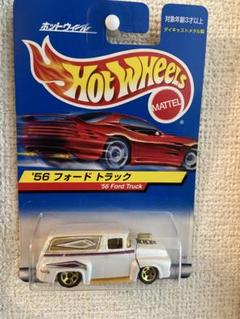 ホットウィール
対象年齢3才以上
ダイキャストメタル製
HOT WHEELS
MATTEL
'56 フォード トラック
'56 Ford Truck